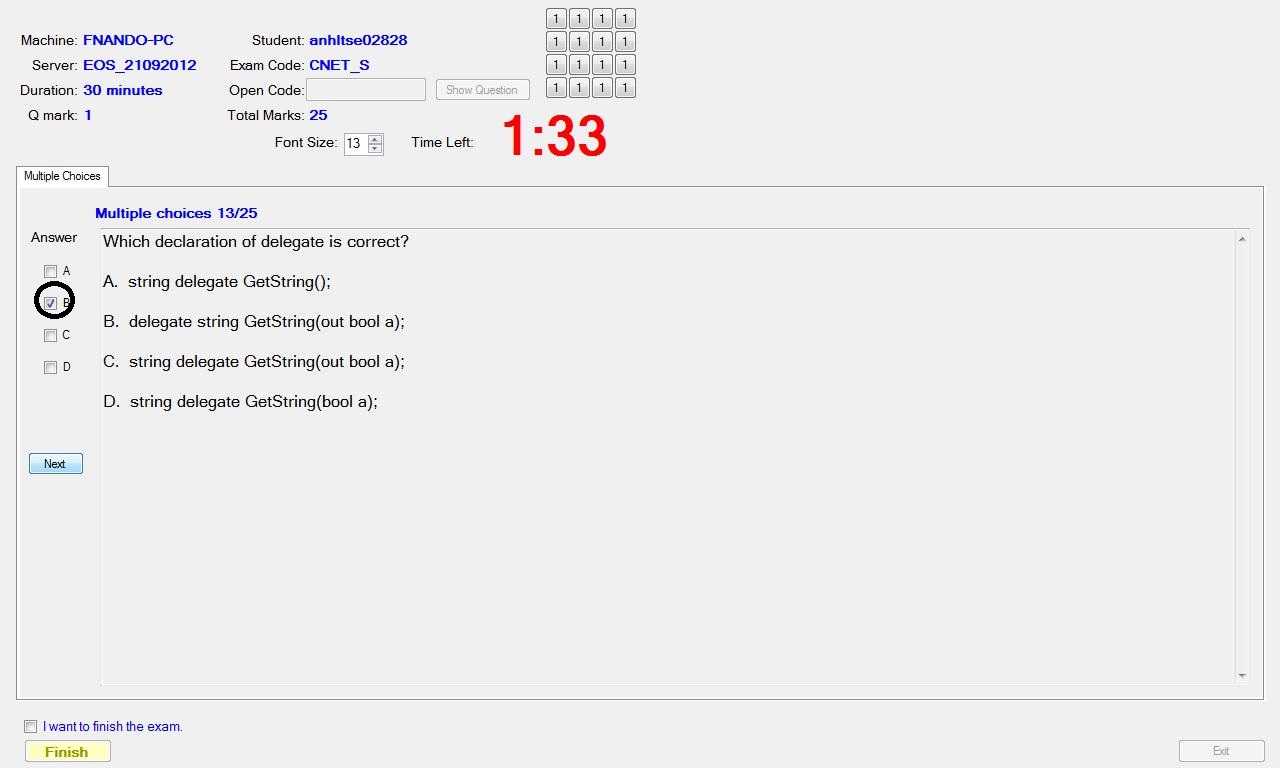 Machine: FNANDO-PC Student: anhltse02828
Server: EOS_21092012 Exam Code: CNET_S
Duration: 30 minutes Open Code: Show Question
Q mark: 1 Total Marks: 25
1 1 1 1
1 1 1 1
1 1 1 1
1 1 1 1
Font Size: 13 Time Left: 1:33
Multiple Choices
Multiple choices 13/25
Answer
A
B
C
D
Next
Which declaration of delegate is correct?
A. string delegate GetString();
B. delegate string GetString(out bool a);
C. string delegate GetString(out bool a);
D. string delegate GetString(bool a);
I want to finish the exam.
Finish
Exit